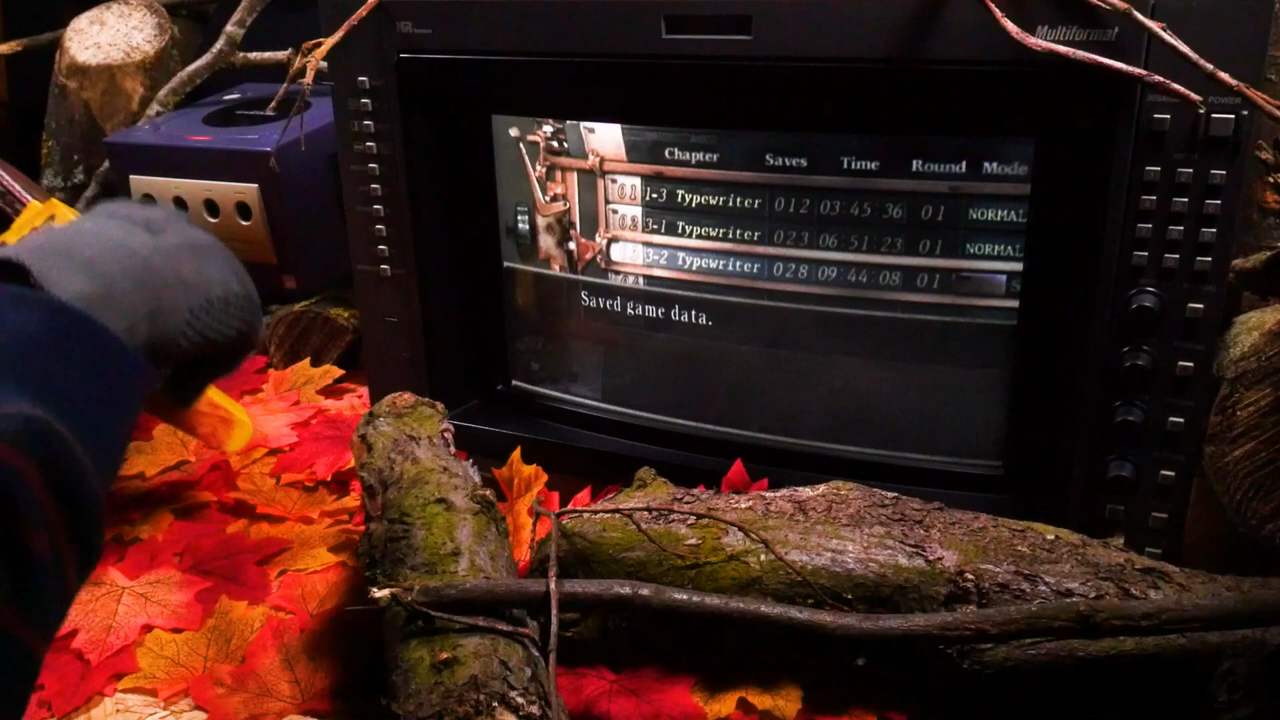 HR
Multiformat
POWER
Chapter Saves Time Round Mode
01 1-3 Typewriter 012 03:45:36 01 NORMAL
02 3-1 Typewriter 023 06:51:23 01 NORMAL
3-2 Typewriter 028 09:44:08 01
Saved game data.